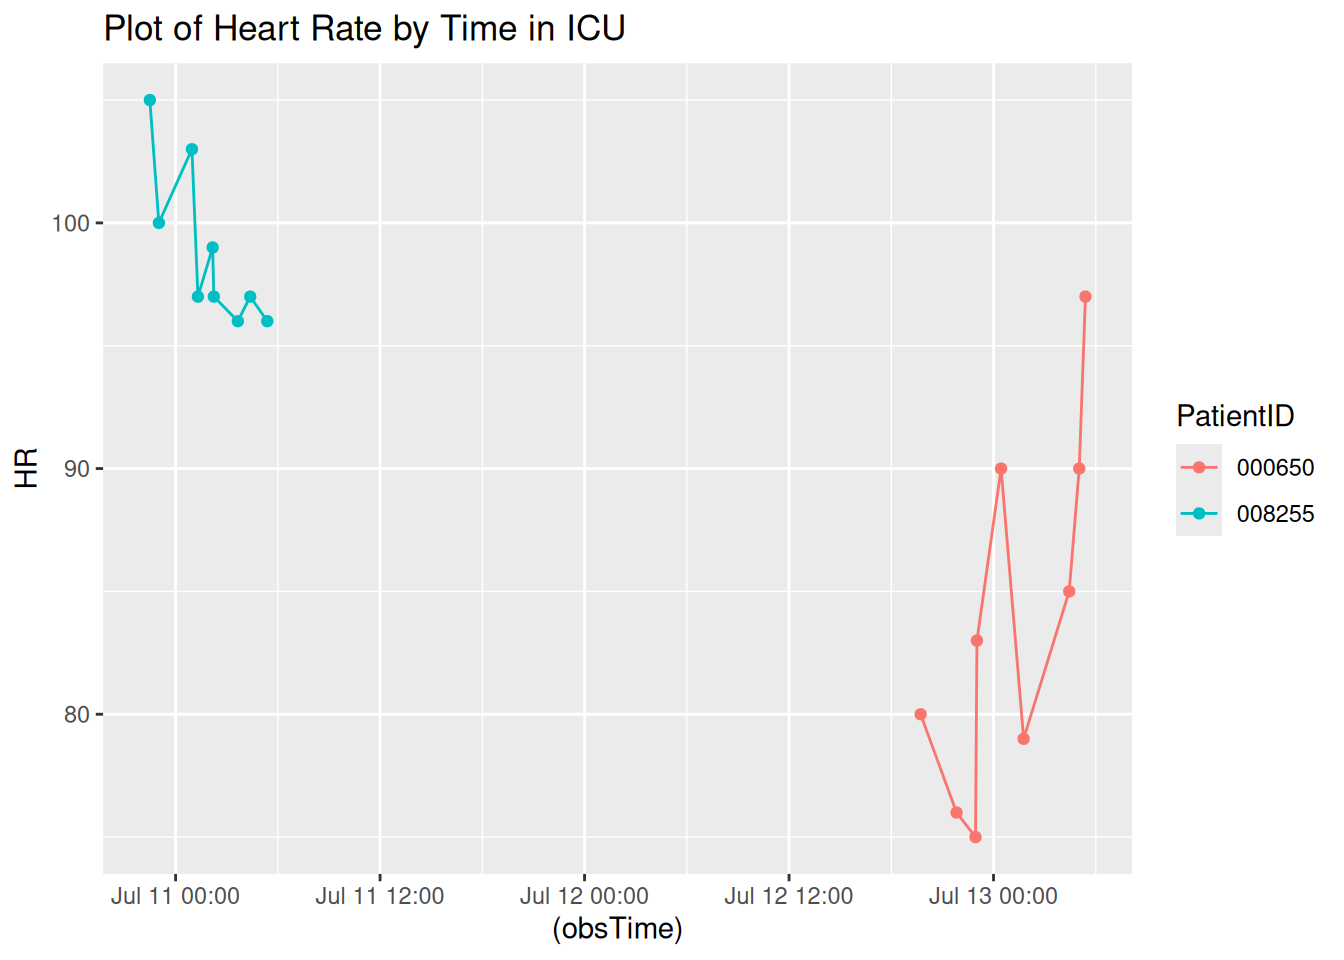 Plot of Heart Rate by Time in ICU
100
90
80
HR
Jul 11 00:00 Jul 11 12:00 Jul 12 00:00 Jul 12 12:00 Jul 13 00:00
(obsTime)
PatientID
000650
008255